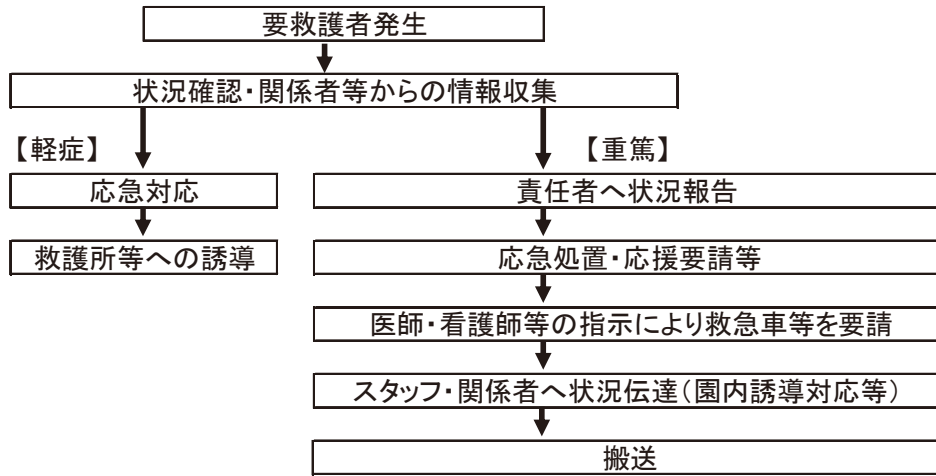 要救護者発生
状況確認・関係者等からの情報収集
【軽症】
【重篤】
応急対応
責任者へ状況報告
救護所等への誘導
応急処置・応援要請等
医師・看護師等の指示により救急車等を要請
スタッフ・関係者へ状況伝達（園内誘導対応等）
搬送